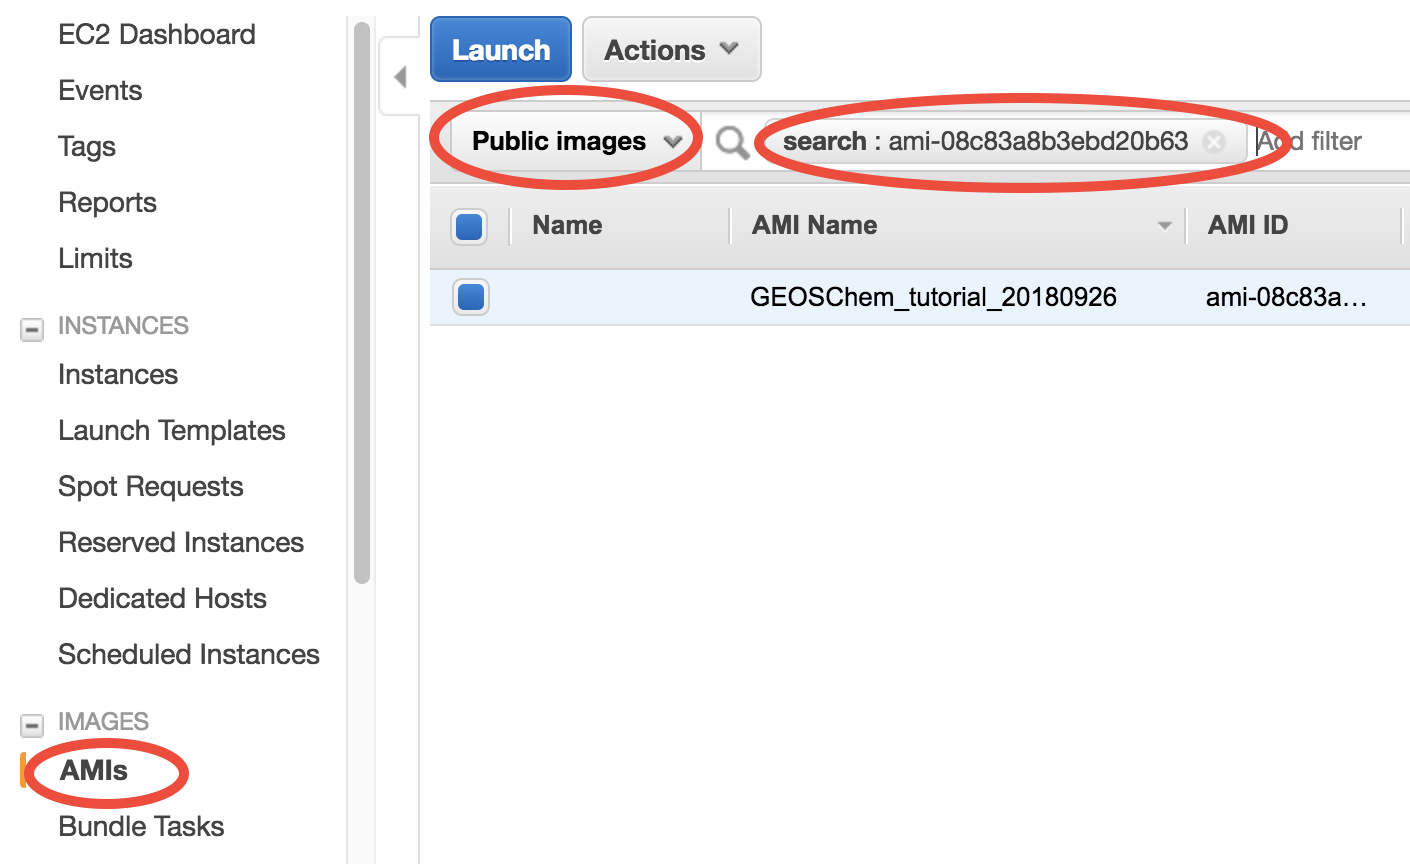 EC2 Dashboard
Events
Tags
Reports
Limits
INSTANCES
Instances
Launch Templates
Spot Requests
Reserved Instances
Dedicated Hosts
Scheduled Instances
IMAGES
AMIs
Bundle Tasks
Launch Actions
Public images search : ami-08c83a8b3ebd20b63 Add filter
Name AMI Name AMI ID
GEOSChem_tutorial_20180926 ami-08c83a...